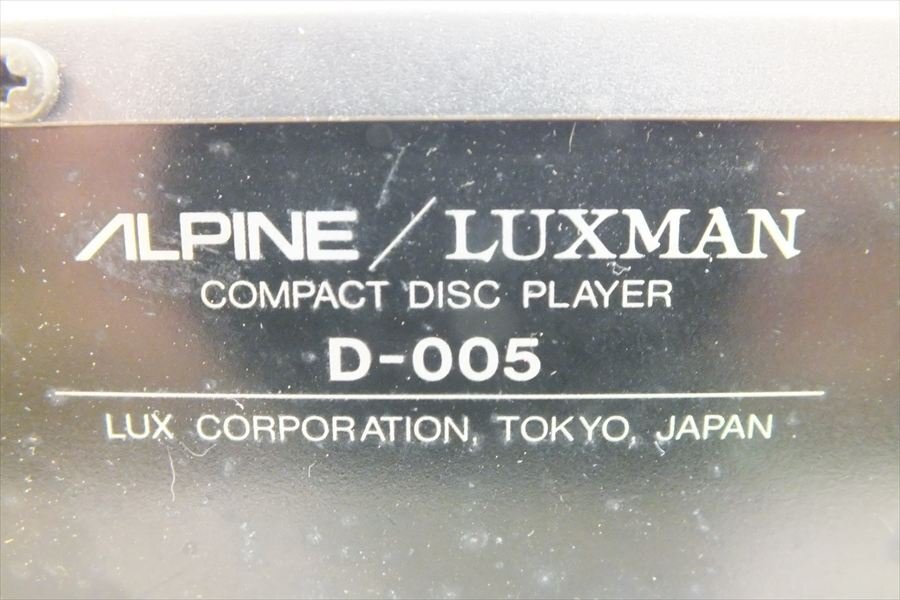 ALPINE/LUXMAN
COMPACT DISC PLAYER
D-005
LUX CORPORATION, TOKYO, JAPAN